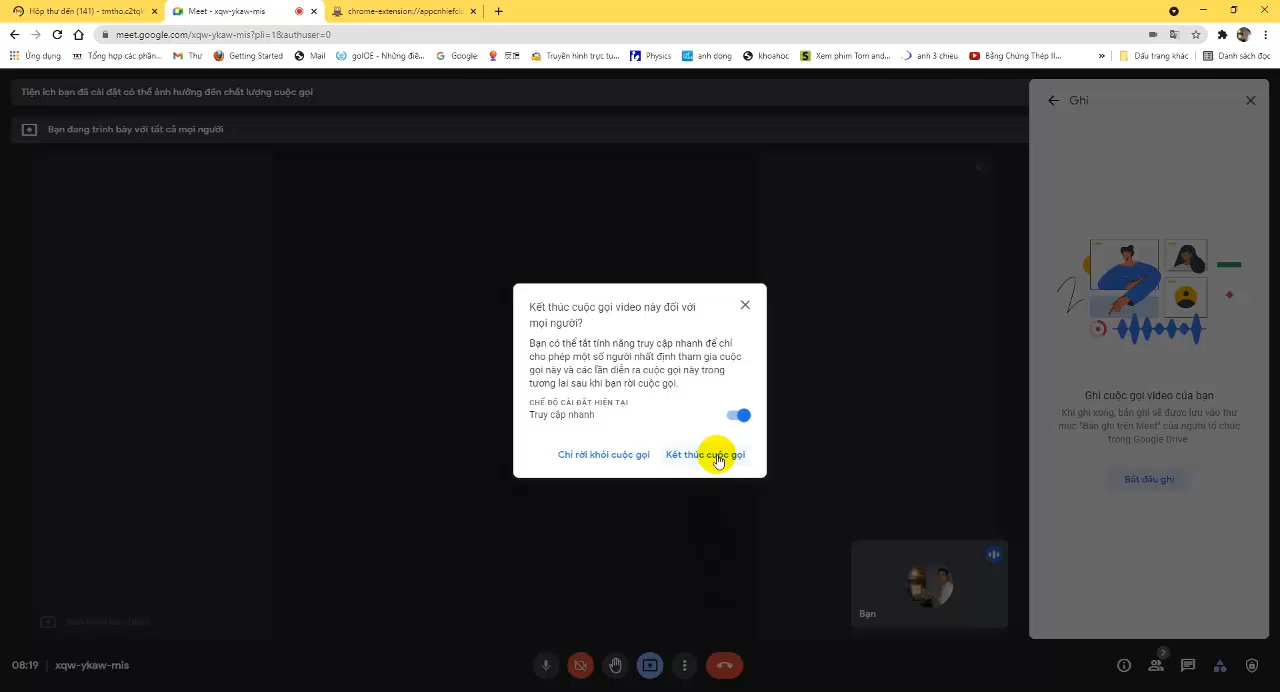 Hộp thư đến (141) - tmtho.c2tqk
Meet - xqw-ykaw-mis
chrome-extension://appcnhiefcic
meet.google.com/xqw-ykaw-mis?pli=1&authuser=0
Ứng dụng
TXT
Tổng hợp các phần...
Thư
Getting Started
Mail
goIOE - Những điề...
Google
Truyền hình trực tu...
Physics
anh dong
khoahoc
Xem phim Tom and...
anh 3 chieu
Bằng Chứng Thép II...
»
Dấu trang khác
Danh sách đọc
Tiện ích bạn đã cài đặt có thể ảnh hưởng đến chất lượng cuộc gọi
Bạn đang trình bày với tất cả mọi người
Ghi
Kết thúc cuộc gọi video này đối với
mọi người?
Bạn có thể tắt tính năng truy cập nhanh để chỉ
cho phép một số người nhất định tham gia cuộc
gọi này và các lần diễn ra cuộc gọi này trong
tương lai sau khi bạn rời cuộc gọi.
CHẾ ĐỘ CÀI ĐẶT HIỆN TẠI
Truy cập nhanh
Chỉ rời khỏi cuộc gọi
Kết thúc cuộc gọi
Ghi cuộc gọi video của bạn
Khi ghi xong, bản ghi sẽ được lưu vào thư
mục "Bản ghi trên Meet" của người tổ chức
trong Google Drive
Bắt đầu ghi
Bạn
08:19
xqw-ykaw-mis
2